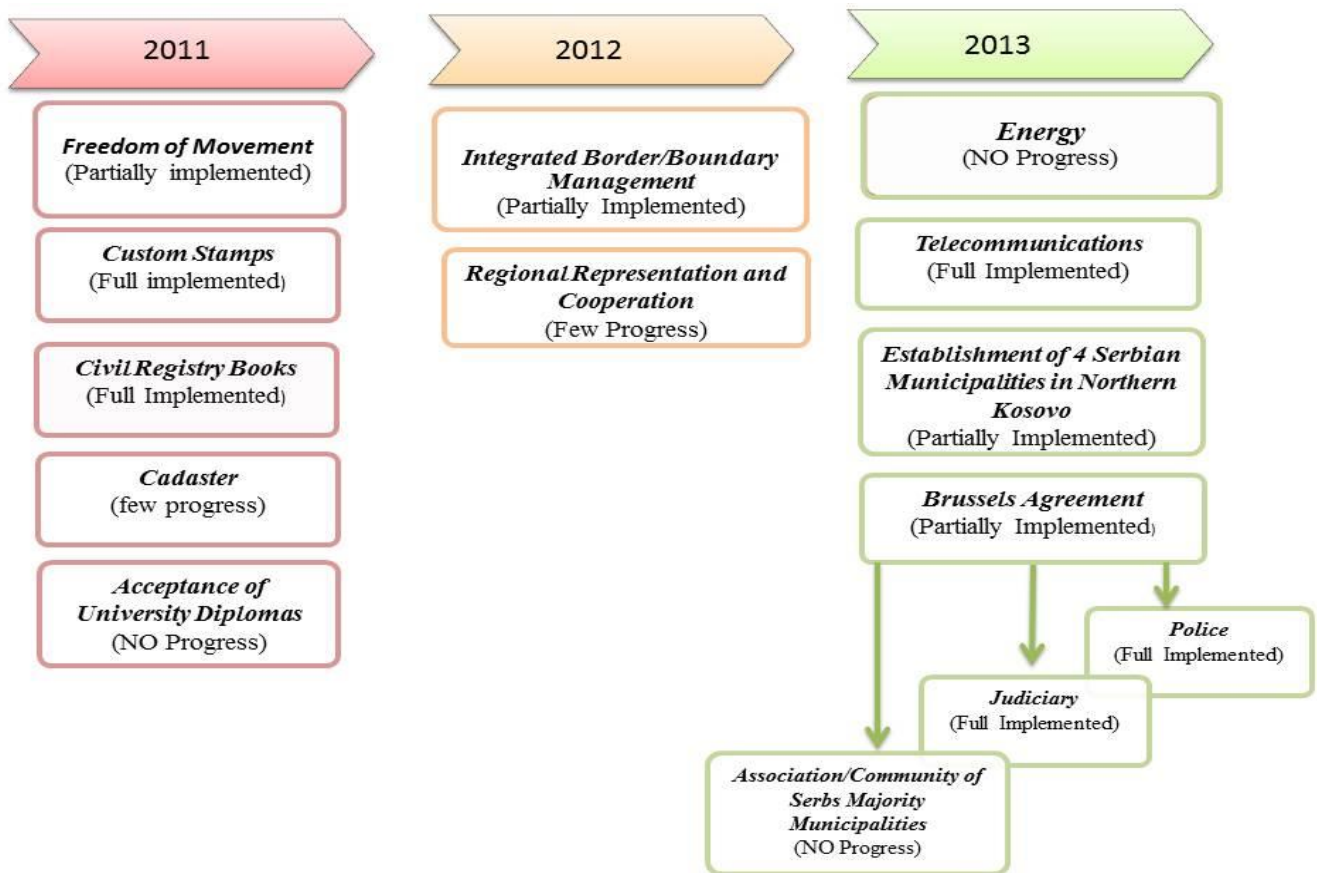 2011
Freedom of Movement
(Partially implemented)
Custom Stamps
(Full implemented)
Civil Registry Books
(Full Implemented)
Cadaster
(few progress)
Acceptance of
University Diplomas
(NO Progress)
2012
Integrated Border/Boundary
Management
(Partially Implemented)
Regional Representation and
Cooperation
(Few Progress)
2013
Energy
(NO Progress)
Telecommunications
(Full Implemented)
Establishment of 4 Serbian
Municipalities in Northern
Kosovo
(Partially Implemented)
Brussels Agreement
(Partially Implemented)
Police
(Full Implemented)
Judiciary
(Full Implemented)
Association/Community of
Serbs Majority
Municipalities
(NO Progress)